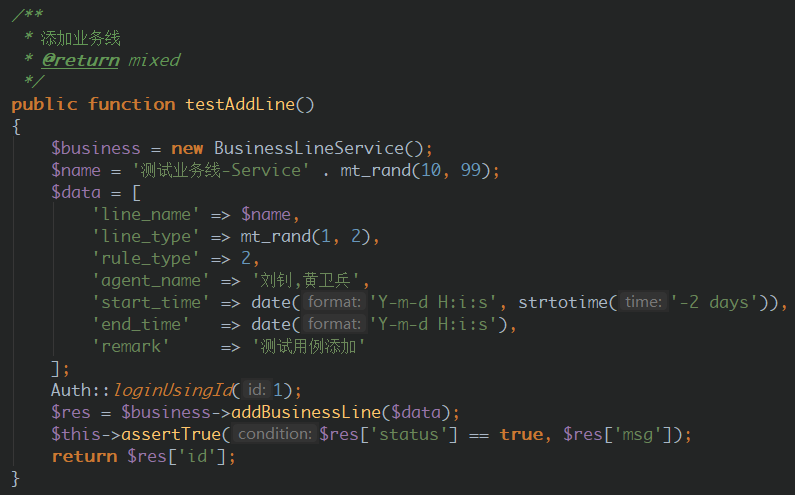 /**
 * 添加业务线
 * @return mixed
 */
public function testAddLine()
{
    $business = new BusinessLineService();
    $name = '测试业务线-Service' . mt_rand(10, 99);
    $data = [
        'line_name' => $name,
        'line_type' => mt_rand(1, 2),
        'rule_type' => 2,
        'agent_name' => '刘钊,黄卫兵',
        'start_time' => date( format: 'Y-m-d H:i:s', strtotime( time: '-2 days')),
        'end_time'   => date( format: 'Y-m-d H:i:s'),
        'remark'     => '测试用例添加'
    ];
    Auth::loginUsingId( id: 1);
    $res = $business->addBusinessLine($data);
    $this->assertTrue( condition: $res['status'] == true, $res['msg']);
    return $res['id'];
}